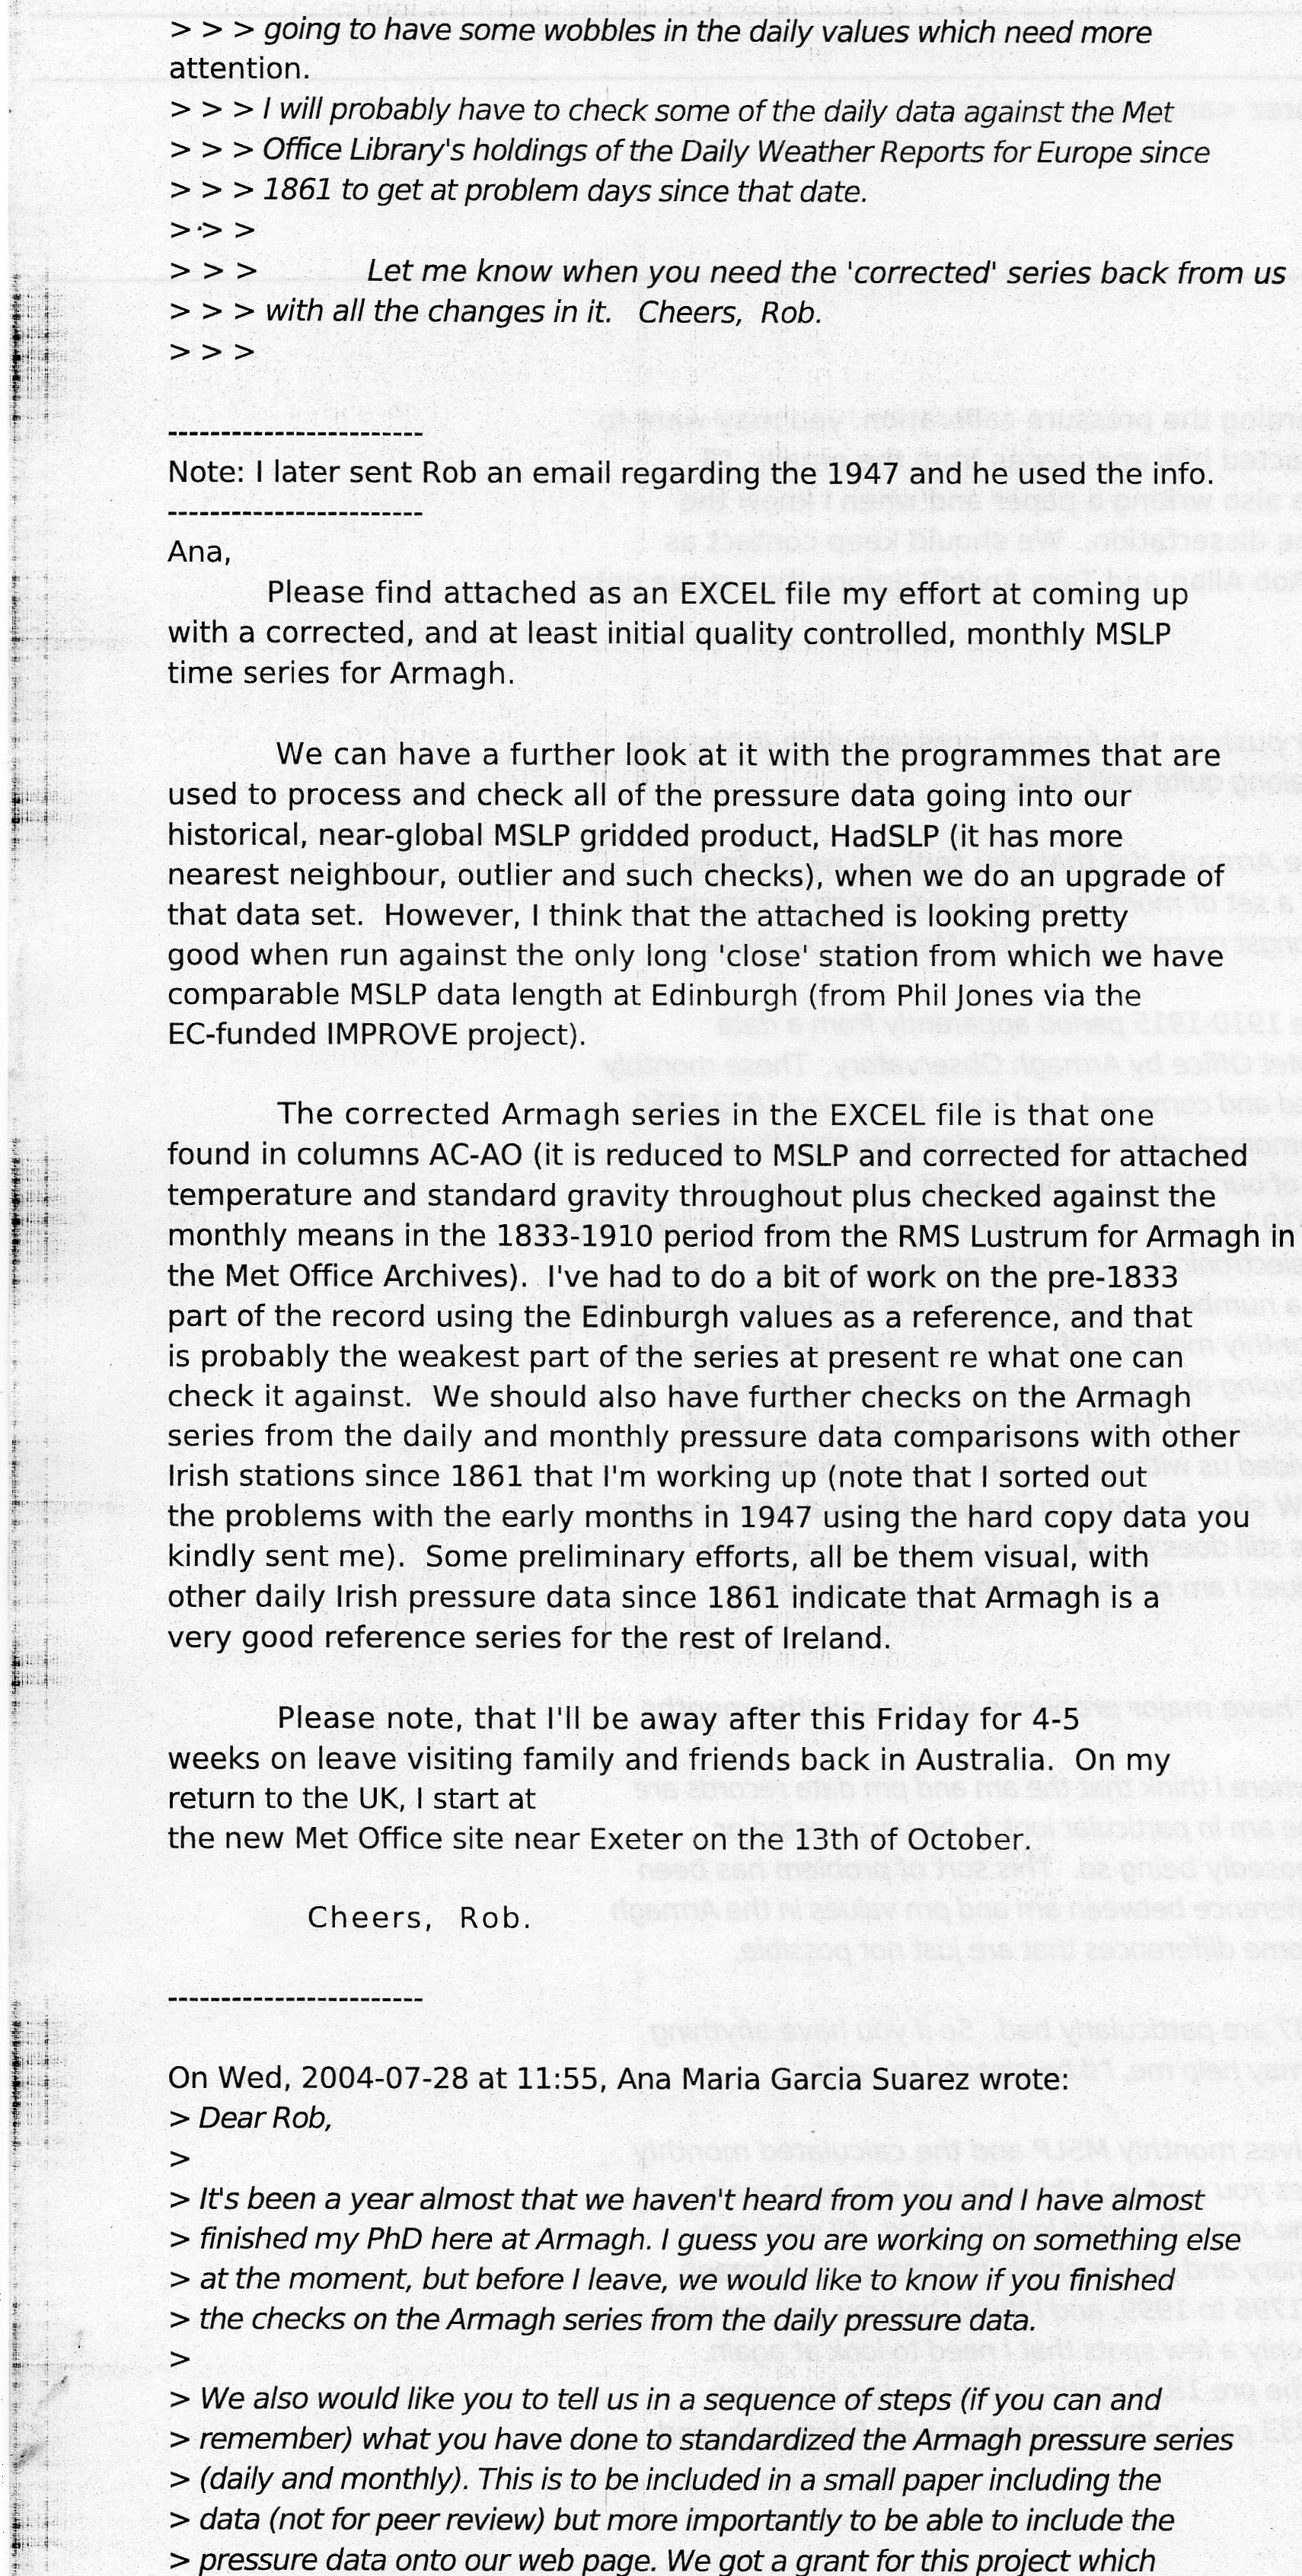 > > > going to have some wobbles in the daily values which need more
attention.
> > > I will probably have to check some of the daily data against the Met
> > > Office Library's holdings of the Daily Weather Reports for Europe since
> > > 1861 to get at problem days since that date.
> > >
> > > Let me know when you need the 'corrected' series back from us
> > > with all the changes in it. Cheers, Rob.
> > >
------------------------
Note: I later sent Rob an email regarding the 1947 and he used the info.
------------------------
Ana,
Please find attached as an EXCEL file my effort at coming up
with a corrected, and at least initial quality controlled, monthly MSLP
time series for Armagh.
We can have a further look at it with the programmes that are
used to process and check all of the pressure data going into our
historical, near-global MSLP gridded product, HadSLP (it has more
nearest neighbour, outlier and such checks), when we do an upgrade of
that data set. However, I think that the attached is looking pretty
good when run against the only long 'close' station from which we have
comparable MSLP data length at Edinburgh (from Phil Jones via the
EC-funded IMPROVE project).
The corrected Armagh series in the EXCEL file is that one
found in columns AC-AO (it is reduced to MSLP and corrected for attached
temperature and standard gravity throughout plus checked against the
monthly means in the 1833-1910 period from the RMS Lustrum for Armagh in
the Met Office Archives). I've had to do a bit of work on the pre-1833
part of the record using the Edinburgh values as a reference, and that
is probably the weakest part of the series at present re what one can
check it against. We should also have further checks on the Armagh
series from the daily and monthly pressure data comparisons with other
Irish stations since 1861 that I'm working up (note that I sorted out
the problems with the early months in 1947 using the hard copy data you
kindly sent me). Some preliminary efforts, all be them visual, with
other daily Irish pressure data since 1861 indicate that Armagh is a
very good reference series for the rest of Ireland.
Please note, that I'll be away after this Friday for 4-5
weeks on leave visiting family and friends back in Australia. On my
return to the UK, I start at
the new Met Office site near Exeter on the 13th of October.
Cheers, Rob.
------------------------
On Wed, 2004-07-28 at 11:55, Ana Maria Garcia Suarez wrote:
> Dear Rob,
>
> It's been a year almost that we haven't heard from you and I have almost
> finished my PhD here at Armagh. I guess you are working on something else
> at the moment, but before I leave, we would like to know if you finished
> the checks on the Armagh series from the daily pressure data.
>
> We also would like you to tell us in a sequence of steps (if you can and
> remember) what you have done to standardized the Armagh pressure series
> (daily and monthly). This is to be included in a small paper including the
> data (not for peer review) but more importantly to be able to include the
> pressure data onto our web page. We got a grant for this project which